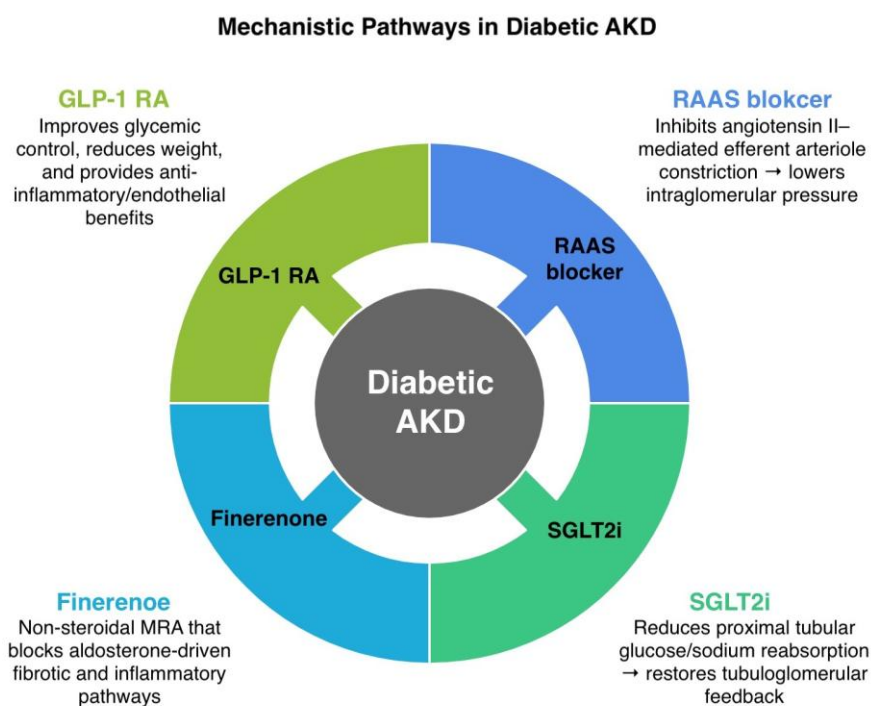 Mechanistic Pathways in Diabetic AKD
GLP-1 RA
Improves glycemic
control, reduces weight,
and provides anti-
inflammatory/endothelial
benefits
RAAS blokcer
Inhibits angiotensin II–
mediated efferent arteriole
constriction → lowers
intraglomerular pressure
GLP-1 RA
RAAS
blocker
Diabetic
AKD
Finerenone
SGLT2i
Finerenoe
Non-steroidal MRA that
blocks aldosterone-driven
fibrotic and inflammatory
pathways
SGLT2i
Reduces proximal tubular
glucose/sodium reabsorption
→ restores tubuloglomerular
feedback